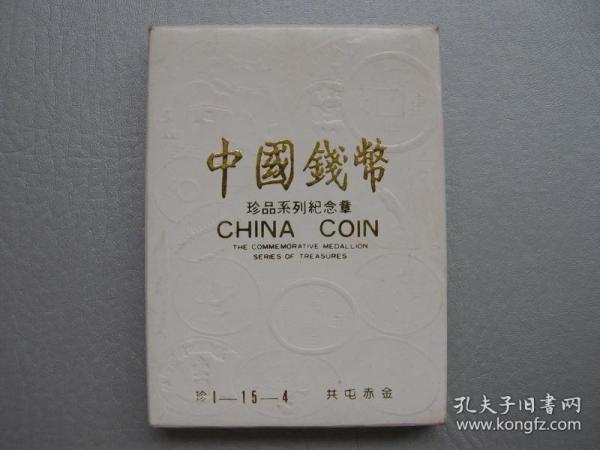 中國錢幣
珍品系列紀念章
CHINA COIN
THE COMMEMORATIVE MEDALLION
SERIES OF TREASURES
珍1—15—4 共屯赤金
孔夫子旧书网
www.kongfz.com